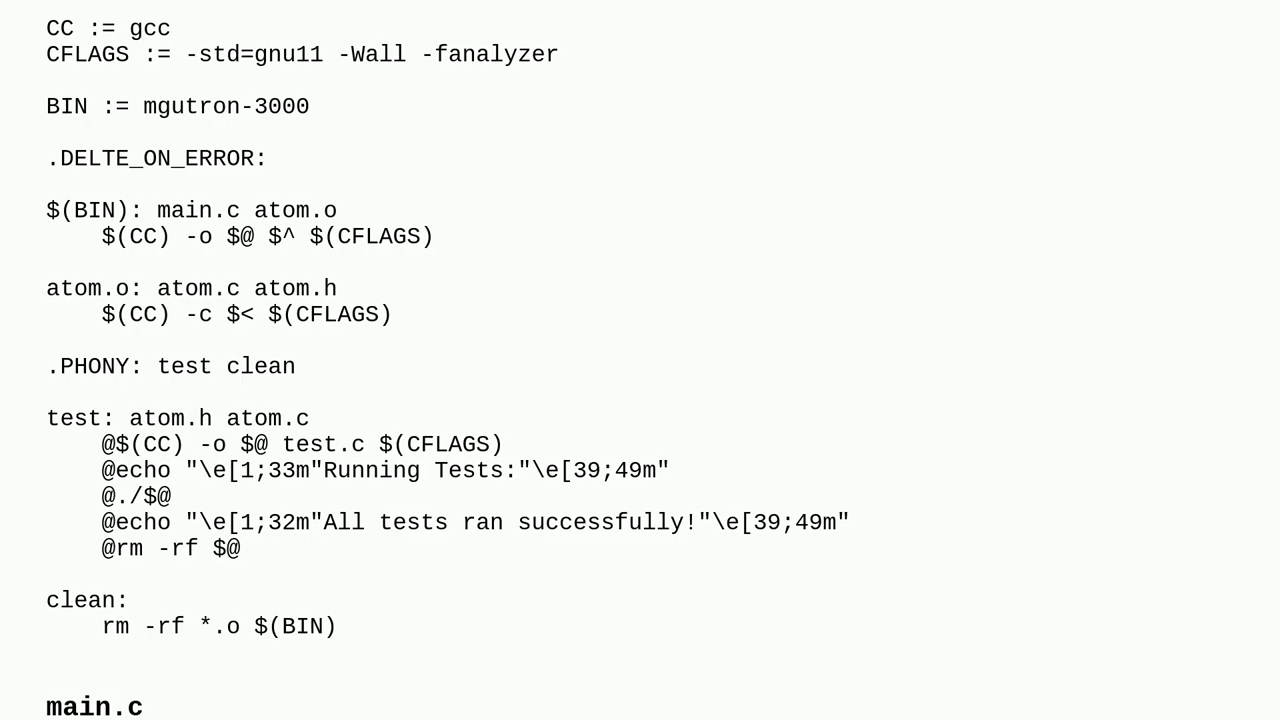 CC := gcc
CFLAGS := -std=gnu11 -Wall -fanalyzer
BIN := mgutron-3000
.DELTE_ON_ERROR:
$(BIN): main.c atom.o
    $(CC) -o $@ $^ $(CFLAGS)
atom.o: atom.c atom.h
    $(CC) -c $< $(CFLAGS)
.PHONY: test clean
test: atom.h atom.c
    @$(CC) -o $@ test.c $(CFLAGS)
    @echo "\e[1;33m"Running Tests:"\e[39;49m"
    @./$@
    @echo "\e[1;32m"All tests ran successfully!"\e[39;49m"
    @rm -rf $@
clean:
    rm -rf *.o $(BIN)
main.c